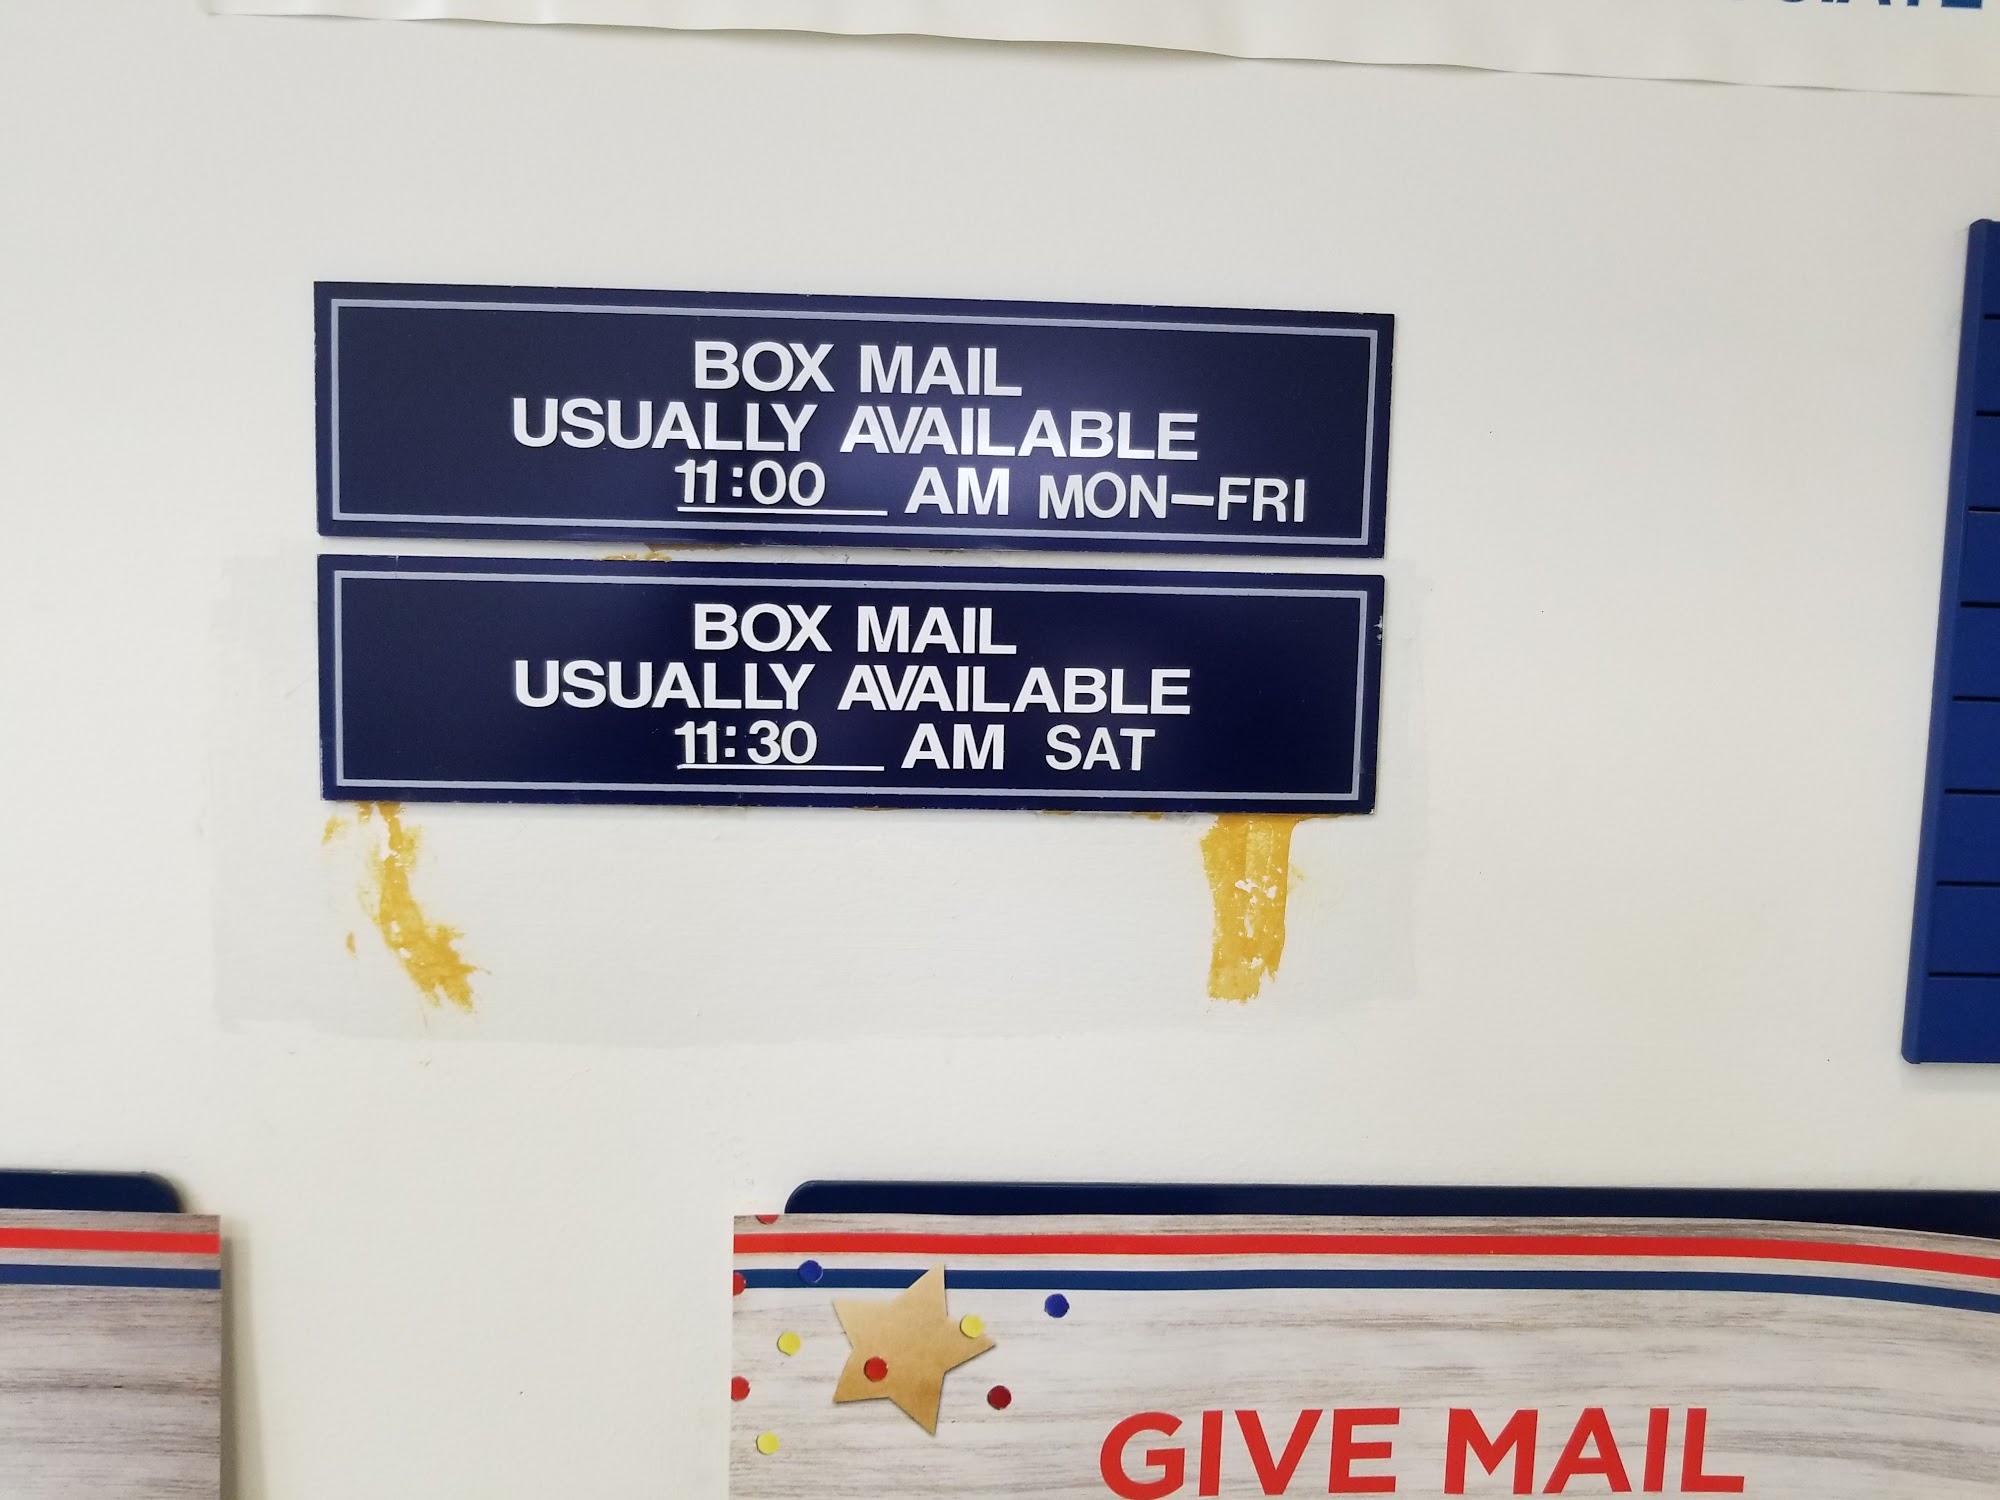 BOX MAIL
USUALLY AVAILABLE
11:00 AM MON-FRI
BOX MAIL
USUALLY AVAILABLE
11:30 AM SAT
GIVE MAIL